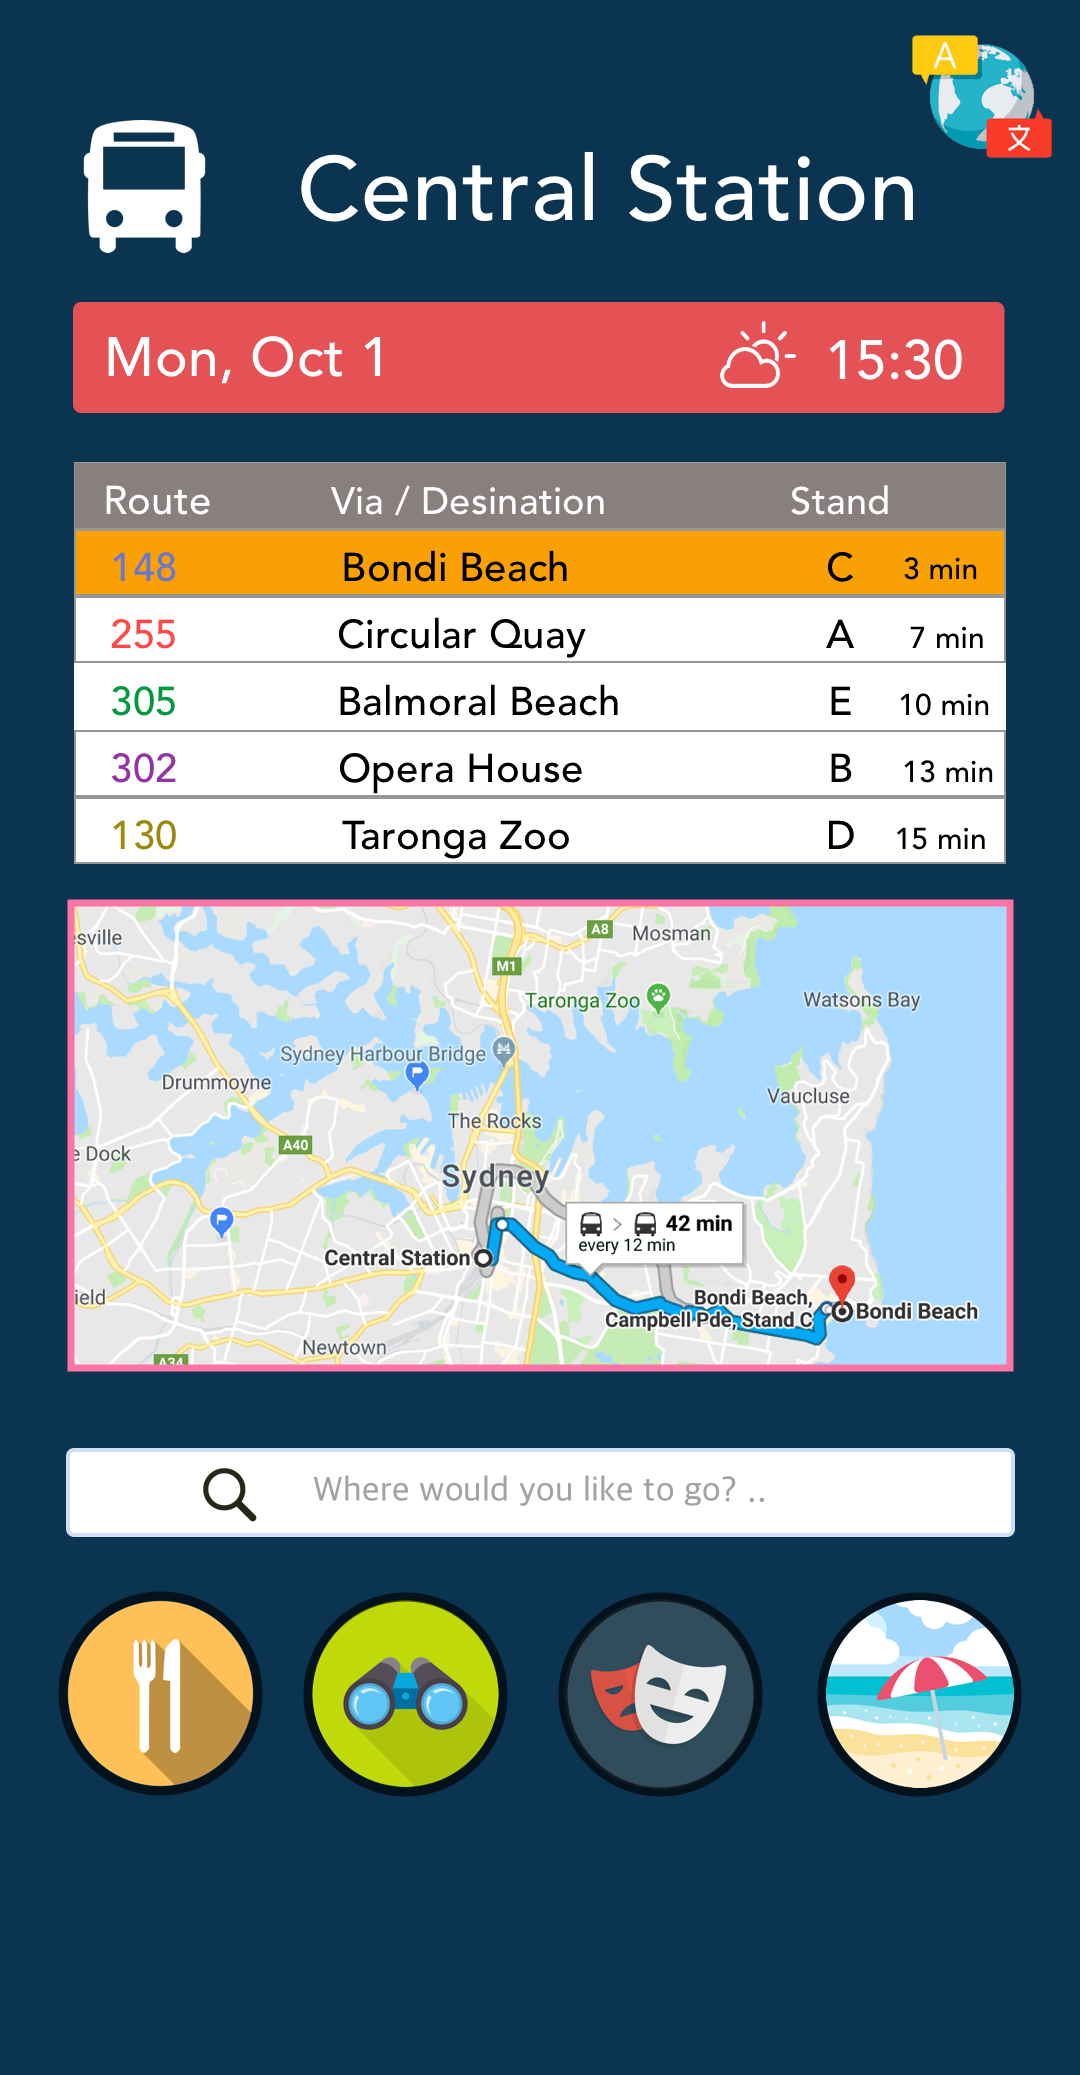 A
文
Central Station
Mon, Oct 1
15:30
Route Via / Desination Stand
148 Bondi Beach C 3 min
255 Circular Quay A 7 min
305 Balmoral Beach E 10 min
302 Opera House B 13 min
130 Taronga Zoo D 15 min
sville
A8 Mosman
M1
Taronga Zoo
Watsons Bay
Sydney Harbour Bridge
Drummoyne
Vaucluse
The Rocks
A40
e Dock
Sydney
42 min
every 12 min
Central Station
ield
Bondi Beach,
Campbell Pde, Stand C
Bondi Beach
Newtown
A34
Where would you like to go? ..